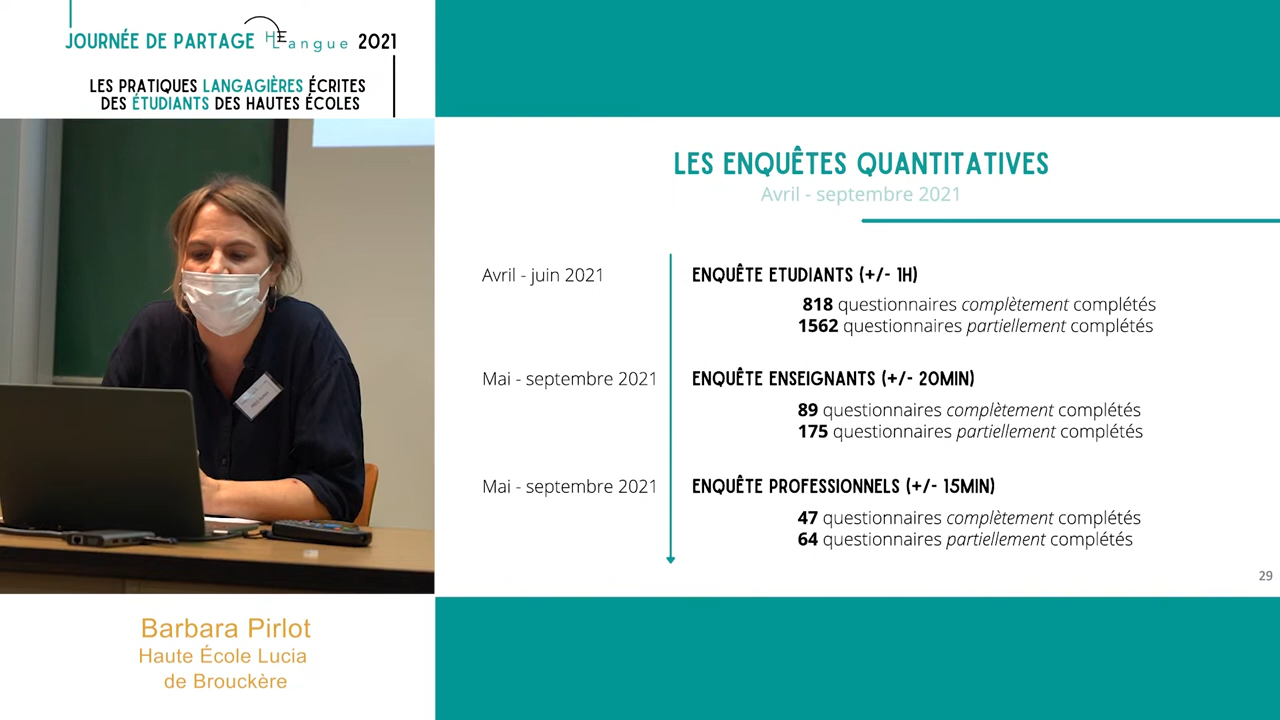 JOURNÉE DE PARTAGE HELangue 2021
LES PRATIQUES LANGAGIÈRES ÉCRITES
DES ÉTUDIANTS DES HAUTES ÉCOLES
Barbara Pirlot
Haute École Lucia
de Brouckère
LES ENQUÊTES QUANTITATIVES
Avril - septembre 2021
Avril - juin 2021
ENQUÊTE ETUDIANTS (+/- 1H)
818 questionnaires complètement complétés
1562 questionnaires partiellement complétés
Mai - septembre 2021
ENQUÊTE ENSEIGNANTS (+/- 20MIN)
89 questionnaires complètement complétés
175 questionnaires partiellement complétés
Mai - septembre 2021
ENQUÊTE PROFESSIONNELS (+/- 15MIN)
47 questionnaires complètement complétés
64 questionnaires partiellement complétés
29